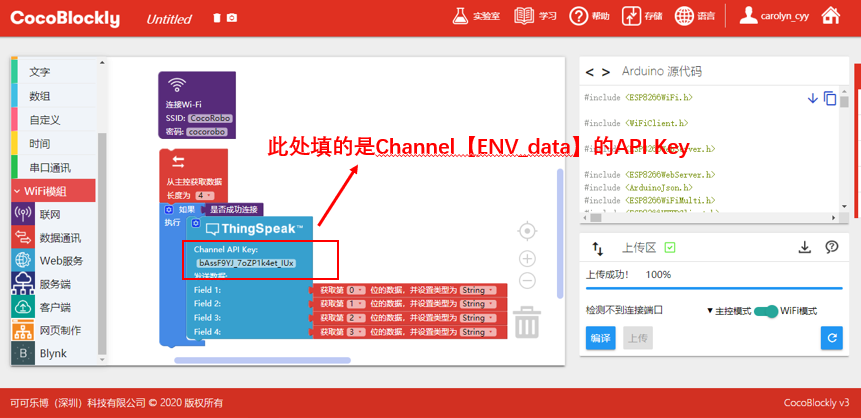 CocoBlockly
Untitled
实验室
学习
帮助
存储
语言
carolyn_cyy
文字
数组
自定义
时间
串口通讯
WiFi模组
联网
数据通讯
Web服务
服务端
客户端
网页制作
B Blynk
连接Wi-Fi
SSID: CocoRobo
密码: cocorobo
此处填的是Channel【ENV_data】的API Key
从主控获取数据
长度为 4
如果 是否成功连接
执行
ThingSpeak™
Channel API Key:
bAssF9YJ_7oZP1k4et_IUx
发送数据:
Field 1: 获取第 0 位的数据，并设置类型为 String
Field 2: 获取第 1 位的数据，并设置类型为 String
Field 3: 获取第 2 位的数据，并设置类型为 String
Field 4: 获取第 3 位的数据，并设置类型为 String
< > Arduino 源代码
#include <ESP8266WiFi.h>
#include <WiFiClient.h>
#include
#include <ESP8266WebServer.h>
#include <ArduinoJson.h>
#include <ESP8266WiFiMulti.h>
上传区
上传成功! 100%
检测不到连接端口
主控模式
WiFi模式
编译
上传
可可乐博（深圳）科技有限公司 © 2020 版权所有
CocoBlockly v3